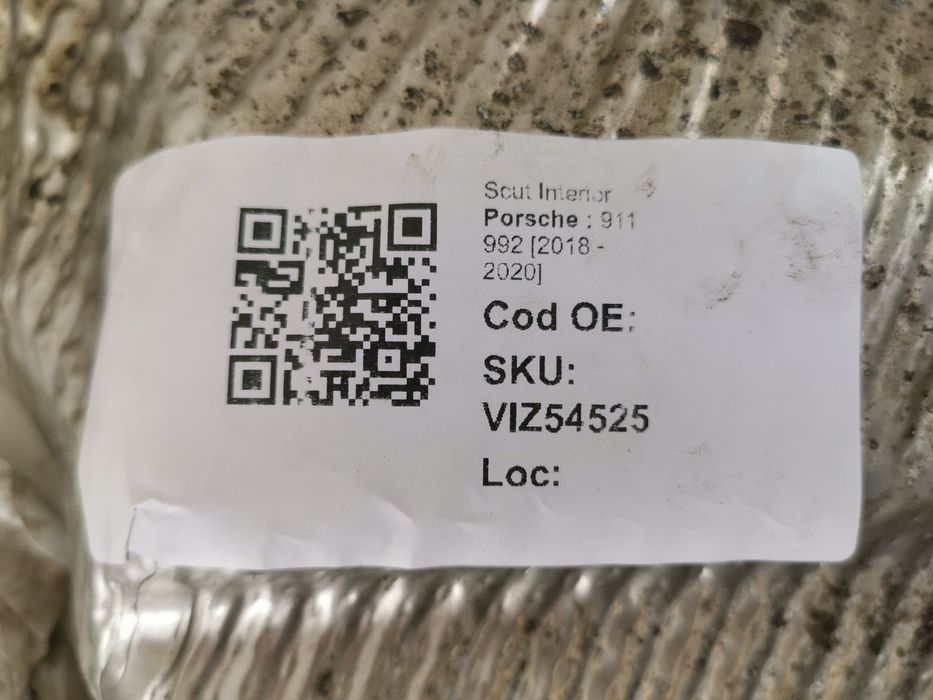 Scut Interior
Porsche : 911
992 [2018 -
2020]
Cod OE:
SKU:
VIZ54525
Loc: